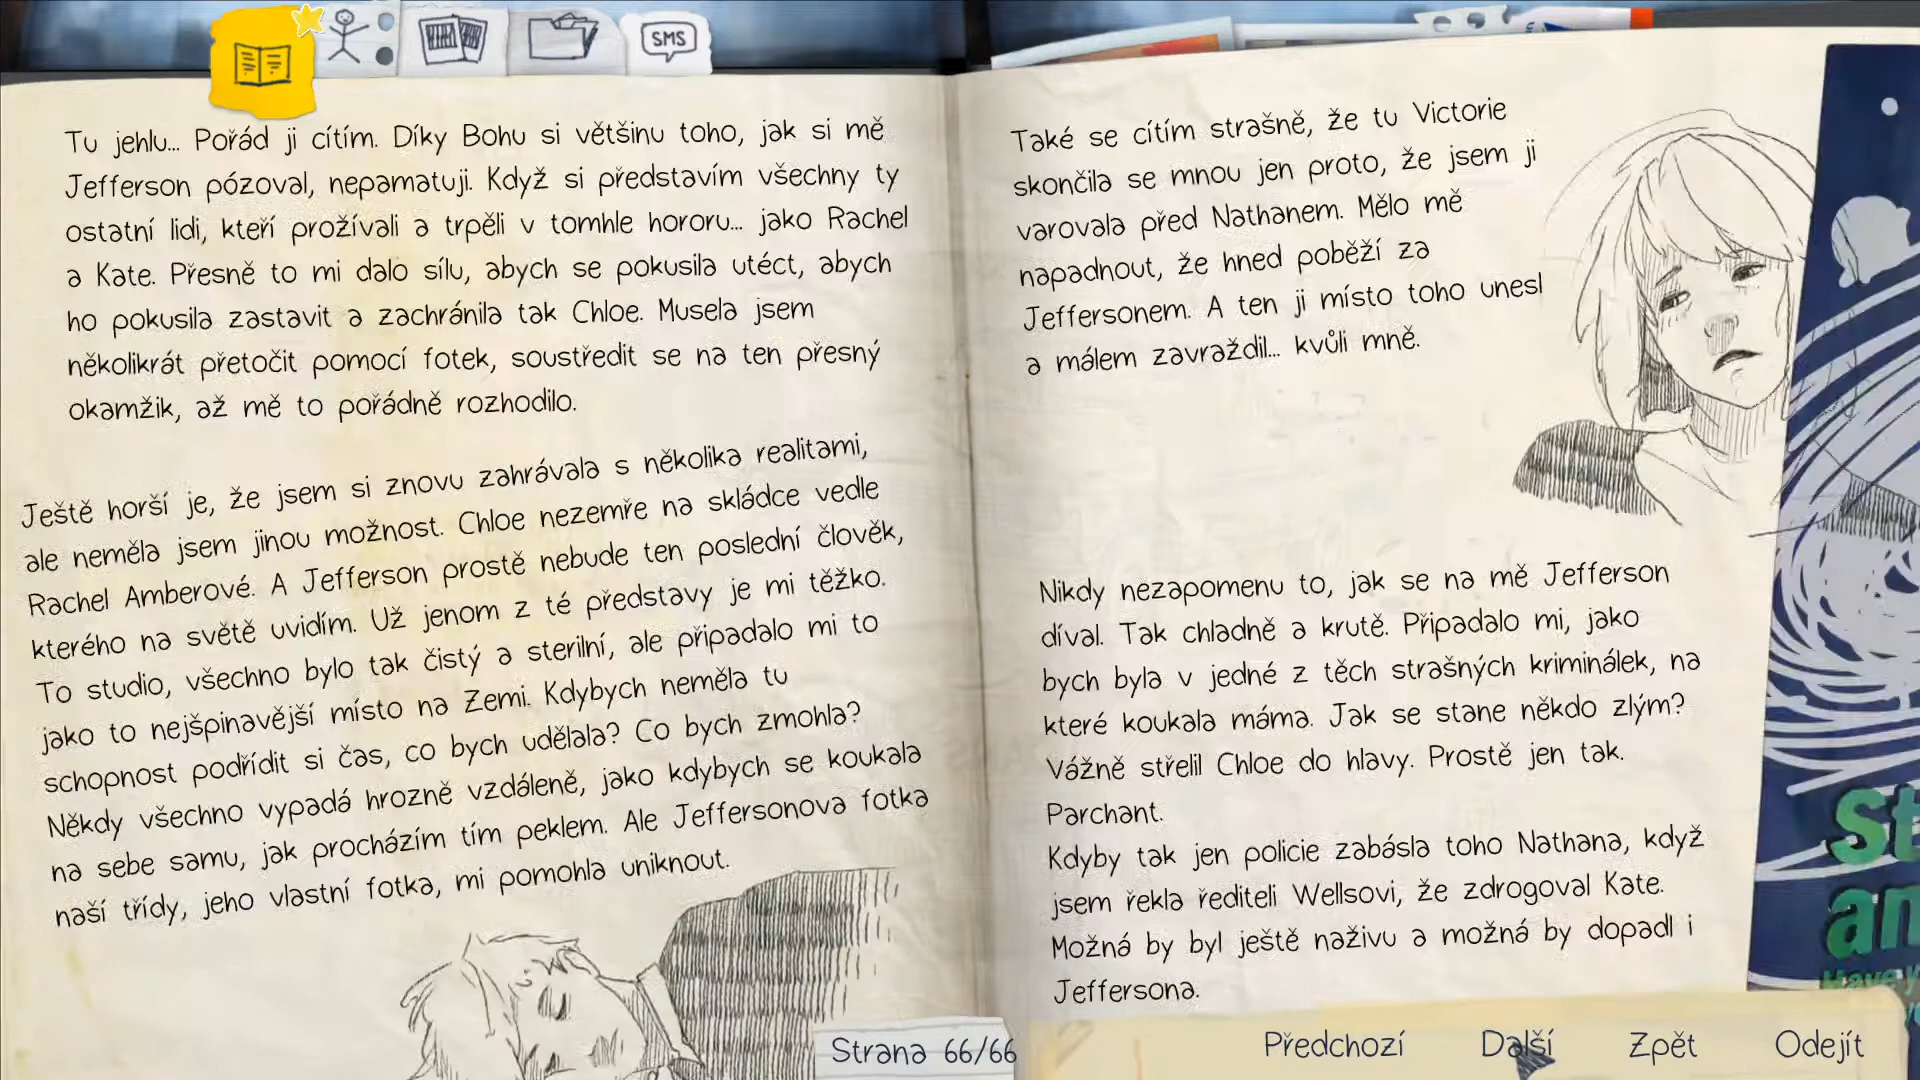 SMS
Tu jehlu... Pořád ji cítím. Díky Bohu si většinu toho, jak si mě
Jefferson pózoval, nepamatuji. Když si představím všechny ty
ostatní lidi, kteří prožívali a trpěli v tomhle hororu... jako Rachel
a Kate. Přesně to mi dalo sílu, abych se pokusila utéct, abych
ho pokusila zastavit a zachránila tak Chloe. Musela jsem
několikrát přetočit pomocí fotek, soustředit se na ten přesný
okamžik, až mě to pořádně rozhodilo.
Ještě horší je, že jsem si znovu zahrávala s několika realitami,
ale neměla jsem jinou možnost. Chloe nezemře na skládce vedle
Rachel Amberové. A Jefferson prostě nebude ten poslední člověk,
kterého na světě uvidím. Už jenom z té představy je mi těžko.
To studio, všechno bylo tak čistý a sterilní, ale připadalo mi to
jako to nejšpinavější místo na Zemi. Kdybych neměla tu
schopnost podřídit si čas, co bych udělala? Co bych zmohla?
Někdy všechno vypadá hrozně vzdáleně, jako kdybych se koukala
na sebe samu, jak procházím tím peklem. Ale Jeffersonova fotka
naší třídy, jeho vlastní fotka, mi pomohla uniknout.
Také se cítím strašně, že tu Victorie
skončila se mnou jen proto, že jsem ji
varovala před Nathanem. Mělo mě
napadnout, že hned poběží za
Jeffersonem. A ten ji místo toho unesl
a málem zavraždil... kvůli mně.
Nikdy nezapomenu to, jak se na mě Jefferson
díval. Tak chladně a krutě. Připadalo mi, jako
bych byla v jedné z těch strašných kriminálek, na
které koukala máma. Jak se stane někdo zlým?
Vážně střelil Chloe do hlavy. Prostě jen tak.
Parchant.
Kdyby tak jen policie zabásla toho Nathana, když
jsem řekla řediteli Wellsovi, že zdrogoval Kate.
Možná by byl ještě naživu a možná by dopadl i
Jeffersona.
Strana 66/66
Předchozí Další Zpět Odejít